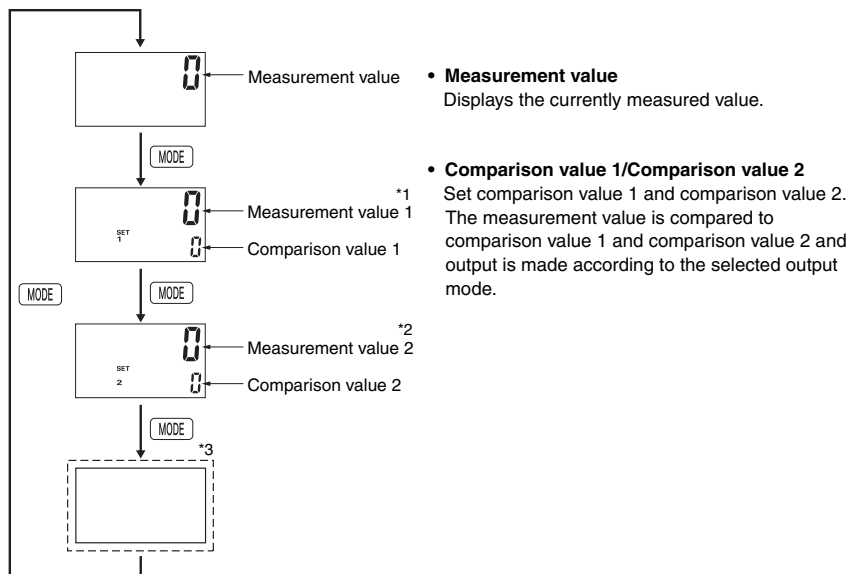 0
Measurement value
MODE
*1
0
Measurement value 1
SET
1
0
Comparison value 1
MODE
MODE
*2
0
Measurement value 2
SET
2
0
Comparison value 2
MODE
*3
• Measurement value
Displays the currently measured value.
• Comparison value 1/Comparison value 2
Set comparison value 1 and comparison value 2.
The measurement value is compared to
comparison value 1 and comparison value 2 and
output is made according to the selected output
mode.